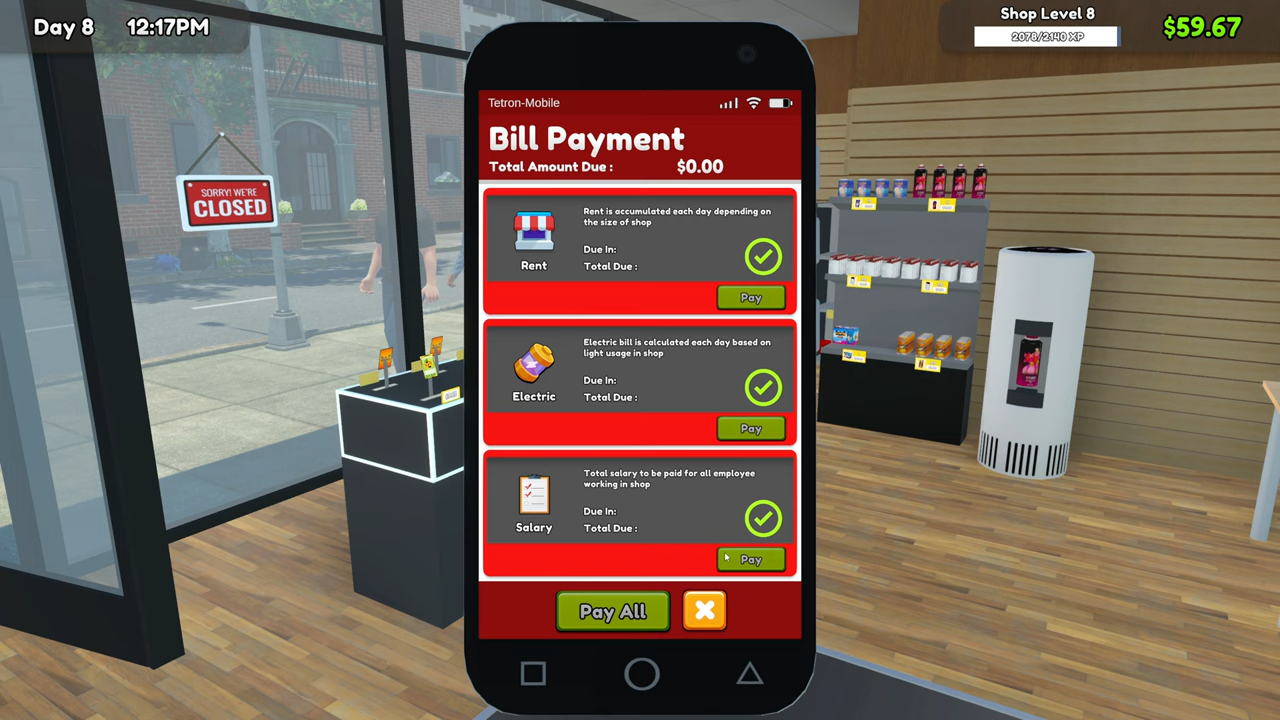 Day 8 12:17PM
Shop Level 8
2078/2140 XP
$59.67
SORRY! WE'RE
CLOSED
Tetron-Mobile
Bill Payment
Total Amount Due : $0.00
Rent is accumulated each day depending on
the size of shop
Due In:
Total Due :
Rent
Pay
Electric bill is calculated each day based on
light usage in shop
Due In:
Total Due :
Electric
Pay
Total salary to be paid for all employee
working in shop
Due In:
Total Due :
Salary
Pay
Pay All